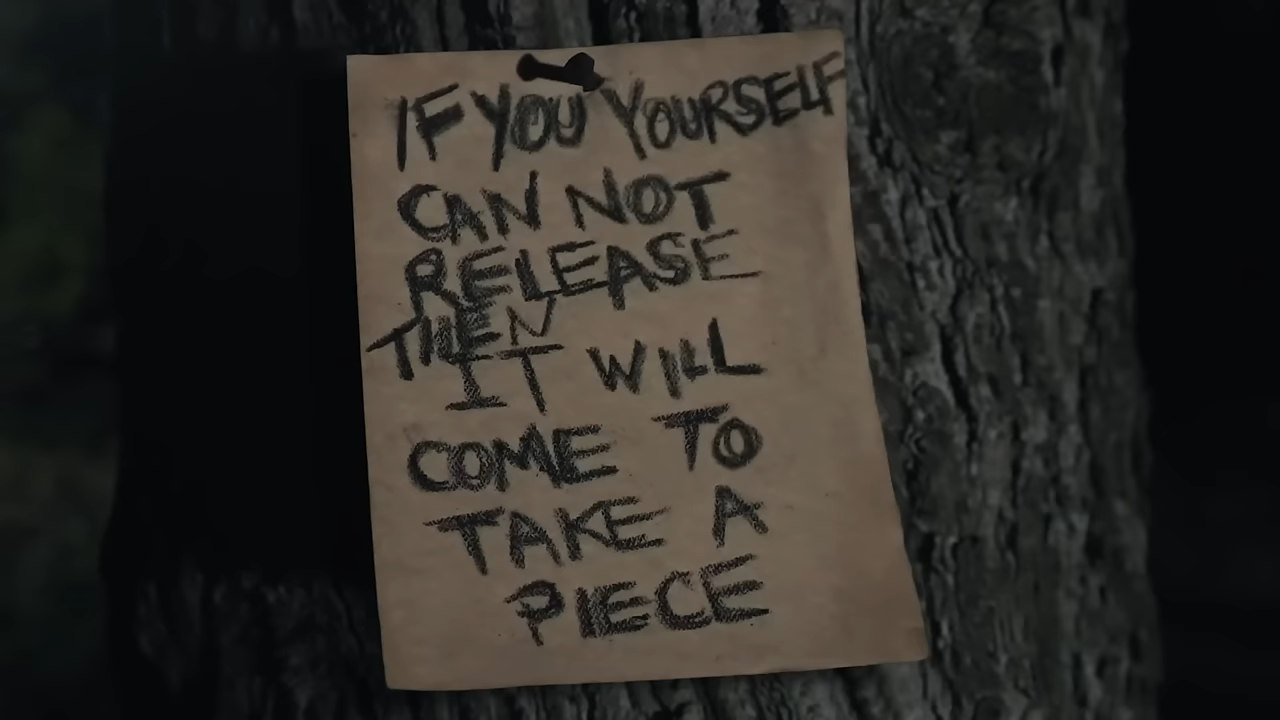 IF YOU YOURSELF
CAN NOT
RELEASE
THEN
IT WILL
COME TO
TAKE A
PIECE